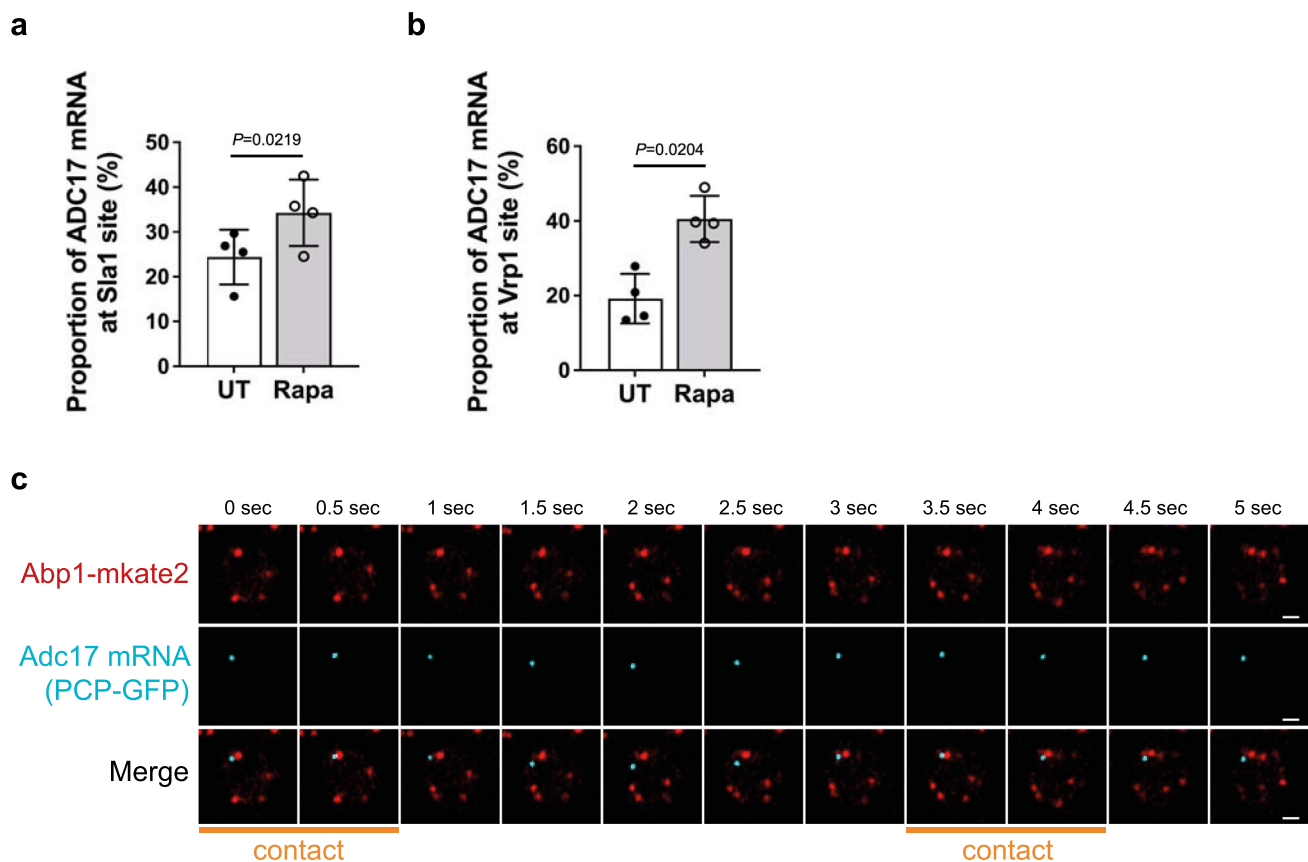 a
Proportion of ADC17 mRNA
at Sla1 site (%)
50
40
30
20
10
0
P=0.0219
UT Rapa
b
Proportion of ADC17 mRNA
at Vrp1 site (%)
60
40
20
0
P=0.0204
UT Rapa
c
0 sec 0.5 sec 1 sec 1.5 sec 2 sec 2.5 sec 3 sec 3.5 sec 4 sec 4.5 sec 5 sec
Abp1-mkate2
Adc17 mRNA
(PCP-GFP)
Merge
contact contact